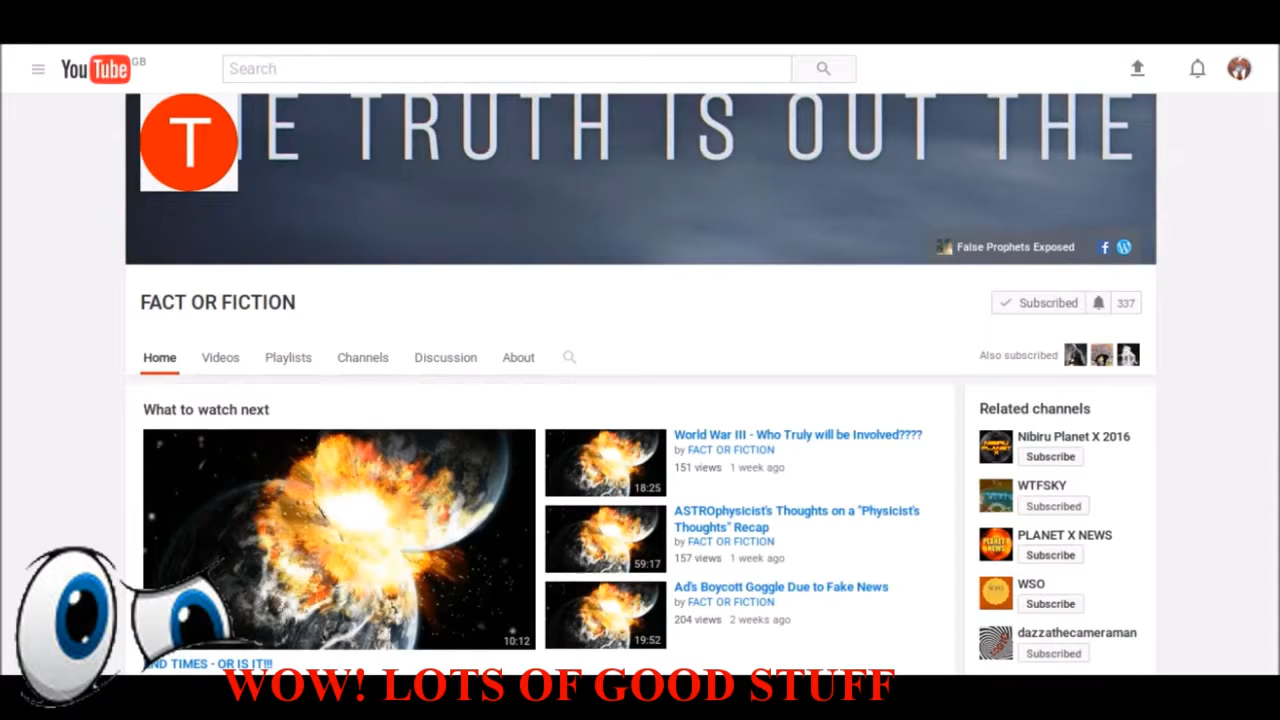 YouTube GB
Search
T
E TRUTH IS OUT THE
False Prophets Exposed
FACT OR FICTION
Subscribed 337
Home Videos Playlists Channels Discussion About
Also subscribed
What to watch next
10:12
ND TIMES - OR IS IT!!!
18:25
World War III - Who Truly will be Involved????
by FACT OR FICTION
151 views 1 week ago
59:17
ASTROphysicist's Thoughts on a "Physicist's
Thoughts" Recap
by FACT OR FICTION
157 views 1 week ago
19:52
Ad's Boycott Goggle Due to Fake News
by FACT OR FICTION
204 views 2 weeks ago
Related channels
NIBIRU
PLANET
X
Nibiru Planet X 2016
Subscribe
WTFSKY
Subscribed
PLANET X
NEWS
PLANET X NEWS
Subscribe
WSO
WSO
Subscribe
dazzathecameraman
Subscribed
WOW! LOTS OF GOOD STUFF